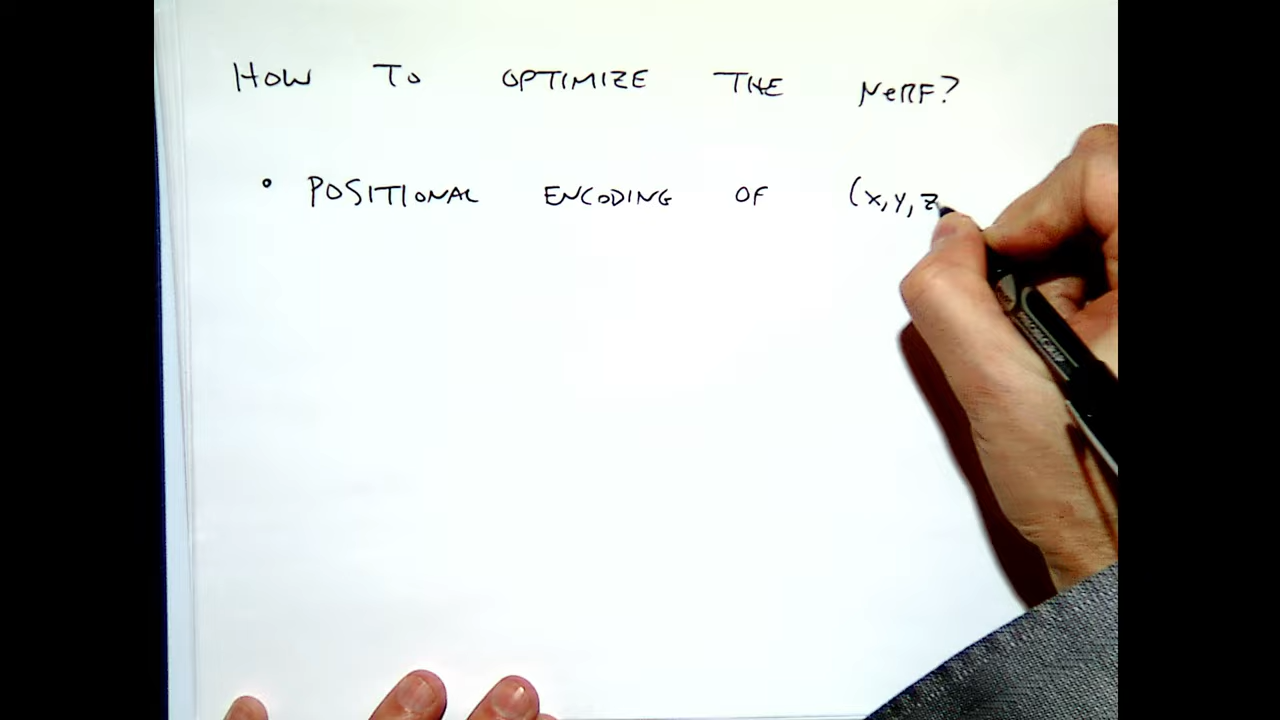 HOW TO OPTIMIZE THE NeRF?
• POSITIONAL ENCODING OF (x,y,z